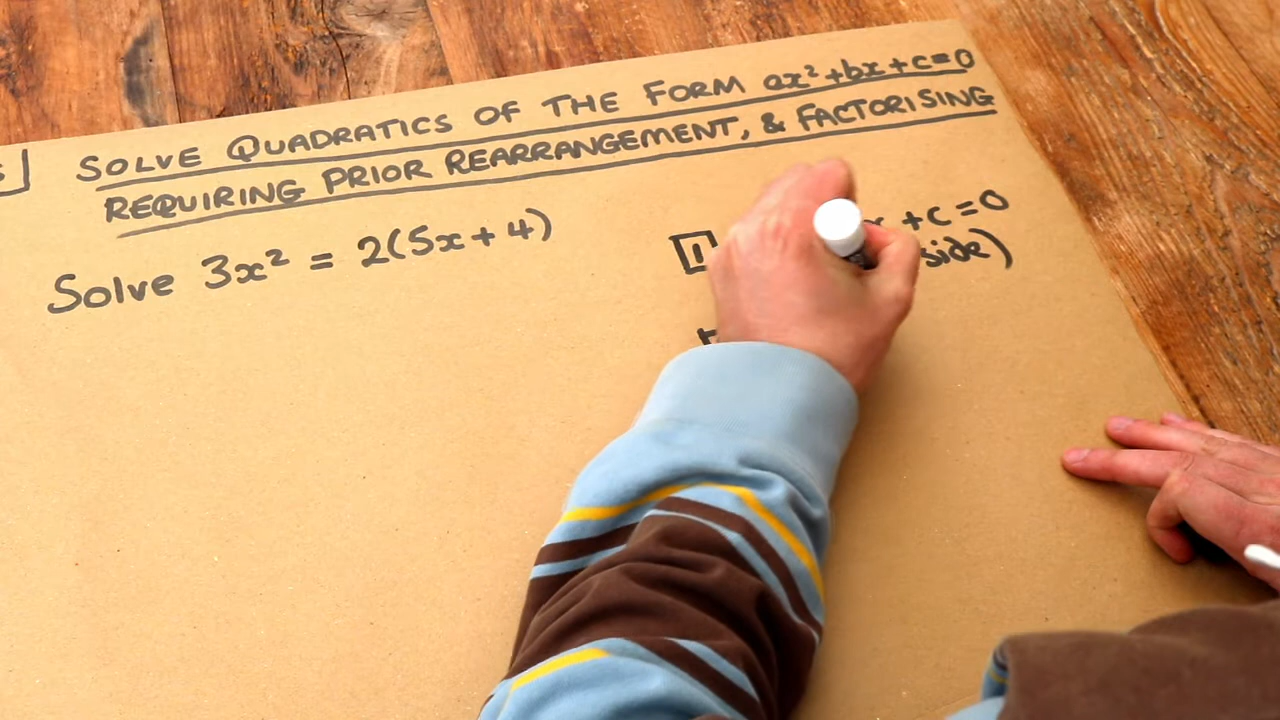 SOLVE QUADRATICS OF THE FORM ax²+bx+c=0
REQUIRING PRIOR REARRANGEMENT, & FACTORISING
Solve 3x² = 2(5x+4)
1
x +c =0
side)